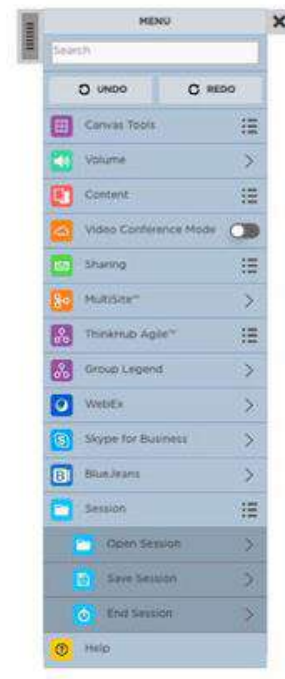 MENU
Search
UNDO
REDO
Canvas Tools
Volume
Content
Video Conference Mode
Sharing
MultiSite™
ThinkHub Agile™
Group Legend
WebEx
Skype for Business
BlueJeans
Session
Open Session
Save Session
End Session
Help